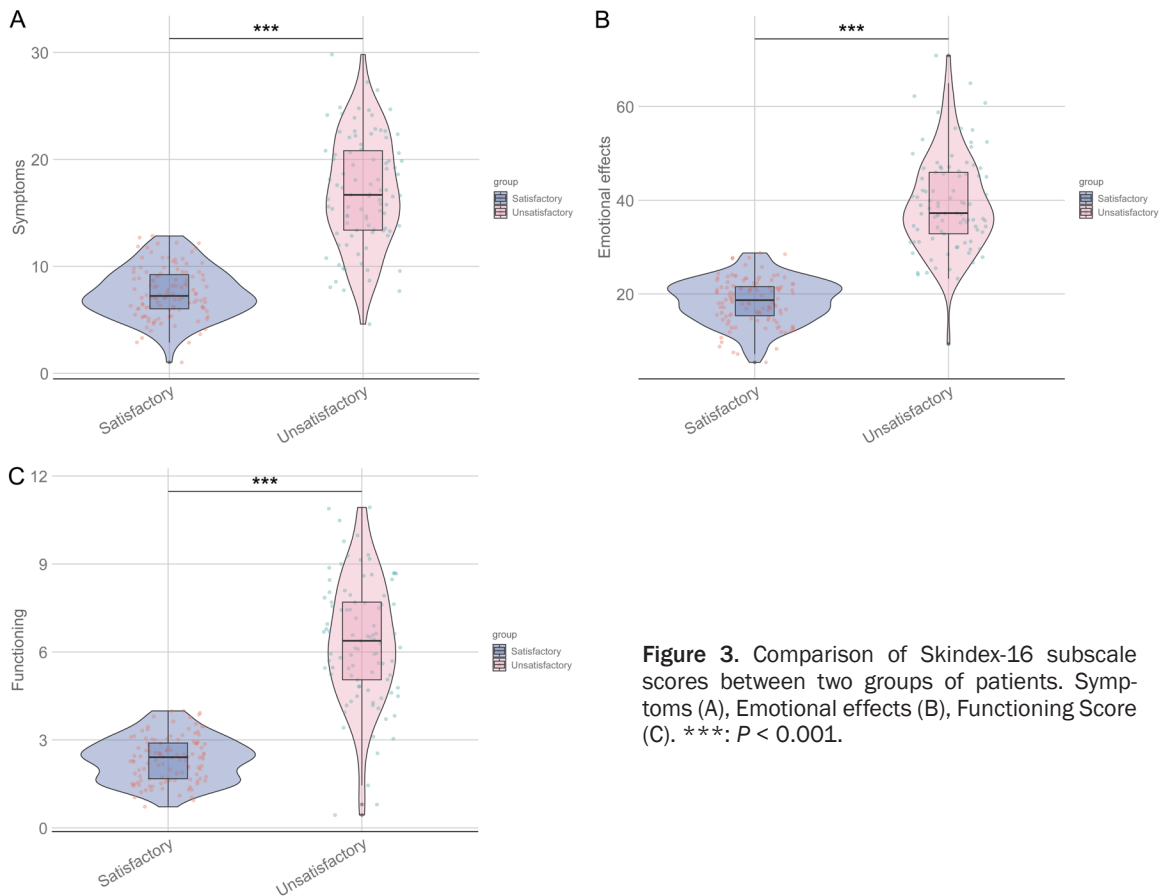 A
***
30
20
10
0
Symptoms
Satisfactory
Unsatisfactory
group
Satisfactory
Unsatisfactory
B
***
60
40
20
Emotional effects
Satisfactory
Unsatisfactory
group
Satisfactory
Unsatisfactory
C
***
12
9
6
3
0
Functioning
Satisfactory
Unsatisfactory
group
Satisfactory
Unsatisfactory
Figure 3. Comparison of Skindex-16 subscale
scores between two groups of patients. Symp-
toms (A), Emotional effects (B), Functioning Score
(C). ***: P < 0.001.